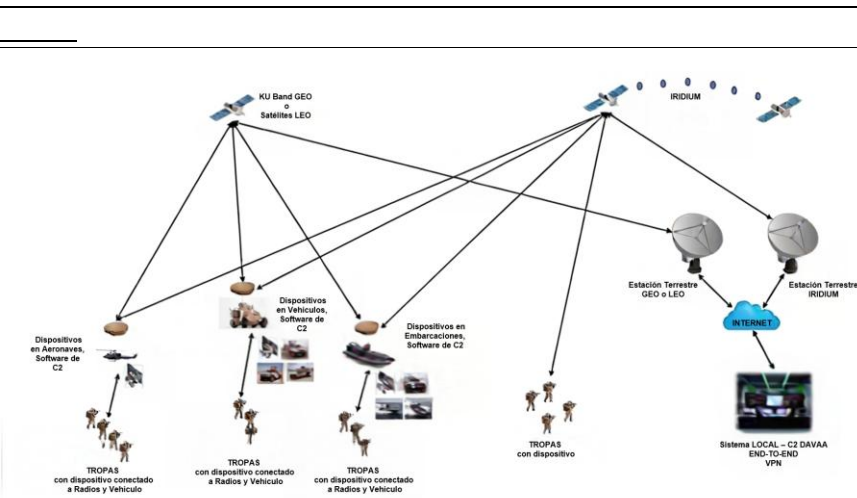 KU Band GEO
o
Satélites LEO
IRIDIUM
Estación Terrestre
GEO o LEO
Estación Terrestre
IRIDIUM
INTERNET
Dispositivos
en Vehículos,
Software de
C2
Dispositivos en
Embarcaciones,
Software de C2
Dispositivos
en Aeronaves,
Software de
C2
TROPAS
con dispositivo
Sistema LOCAL – C2 DAVAA
END-TO-END
VPN
TROPAS
con dispositivo conectado
a Radios y Vehículo
TROPAS
con dispositivo conectado
a Radios y Vehículo
TROPAS
con dispositivo conectado
a Radios y Vehículo